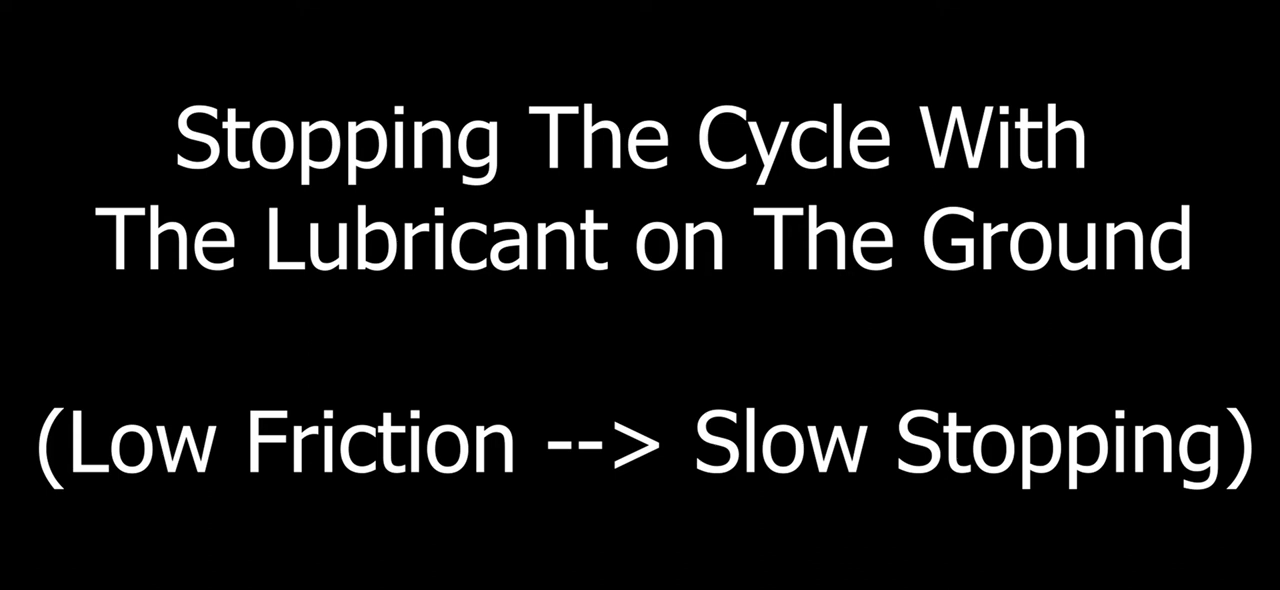 Stopping The Cycle With
The Lubricant on The Ground
(Low Friction --> Slow Stopping)